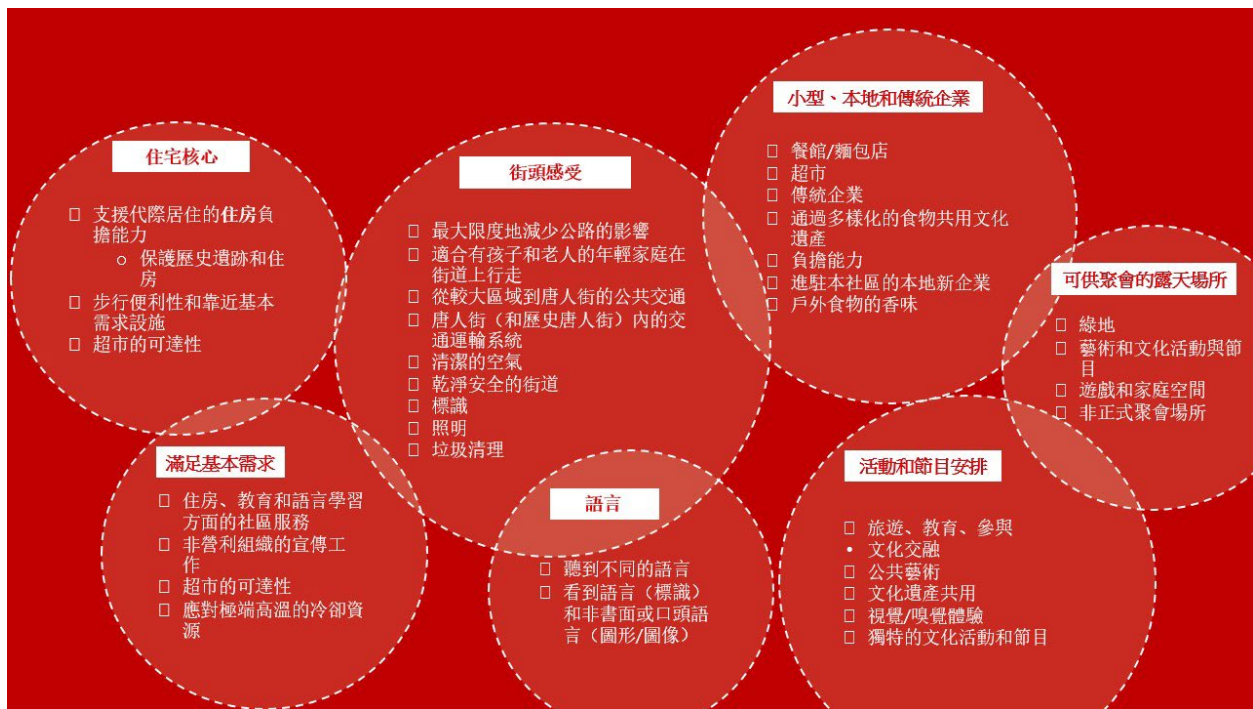 住宅核心
□ 支援代際居住的住房負
擔能力
○ 保護歷史遺跡和住
房
□ 步行便利性和靠近基本
需求設施
□ 超市的可達性
街頭感受
□ 最大限度地減少公路的影響
□ 適合有孩子和老人的年輕家庭在
街道上行走
□ 從較大區域到唐人街的公共交通
□ 唐人街（和歷史唐人街）內的交
通運輸系統
□ 清潔的空氣
□ 乾淨安全的街道
□ 標識
□ 照明
□ 垃圾清理
小型、本地和傳統企業
□ 餐館/麵包店
□ 超市
□ 傳統企業
□ 通過多樣化的食物共用文化
遺產
□ 負擔能力
□ 進駐本社區的本地新企業
□ 戶外食物的香味
可供聚會的露天場所
□ 綠地
□ 藝術和文化活動與節
目
□ 遊戲和家庭空間
□ 非正式聚會場所
滿足基本需求
□ 住房、教育和語言學習
方面的社區服務
□ 非營利組織的宣傳工
作
□ 超市的可達性
□ 應對極端高溫的冷卻資
源
語言
□ 聽到不同的語言
□ 看到語言（標識）
和非書面或口頭語
言（圖形/圖像）
活動和節目安排
□ 旅遊、教育、參與
• 文化交融
□ 公共藝術
□ 文化遺產共用
□ 視覺/嗅覺體驗
□ 獨特的文化活動和節目